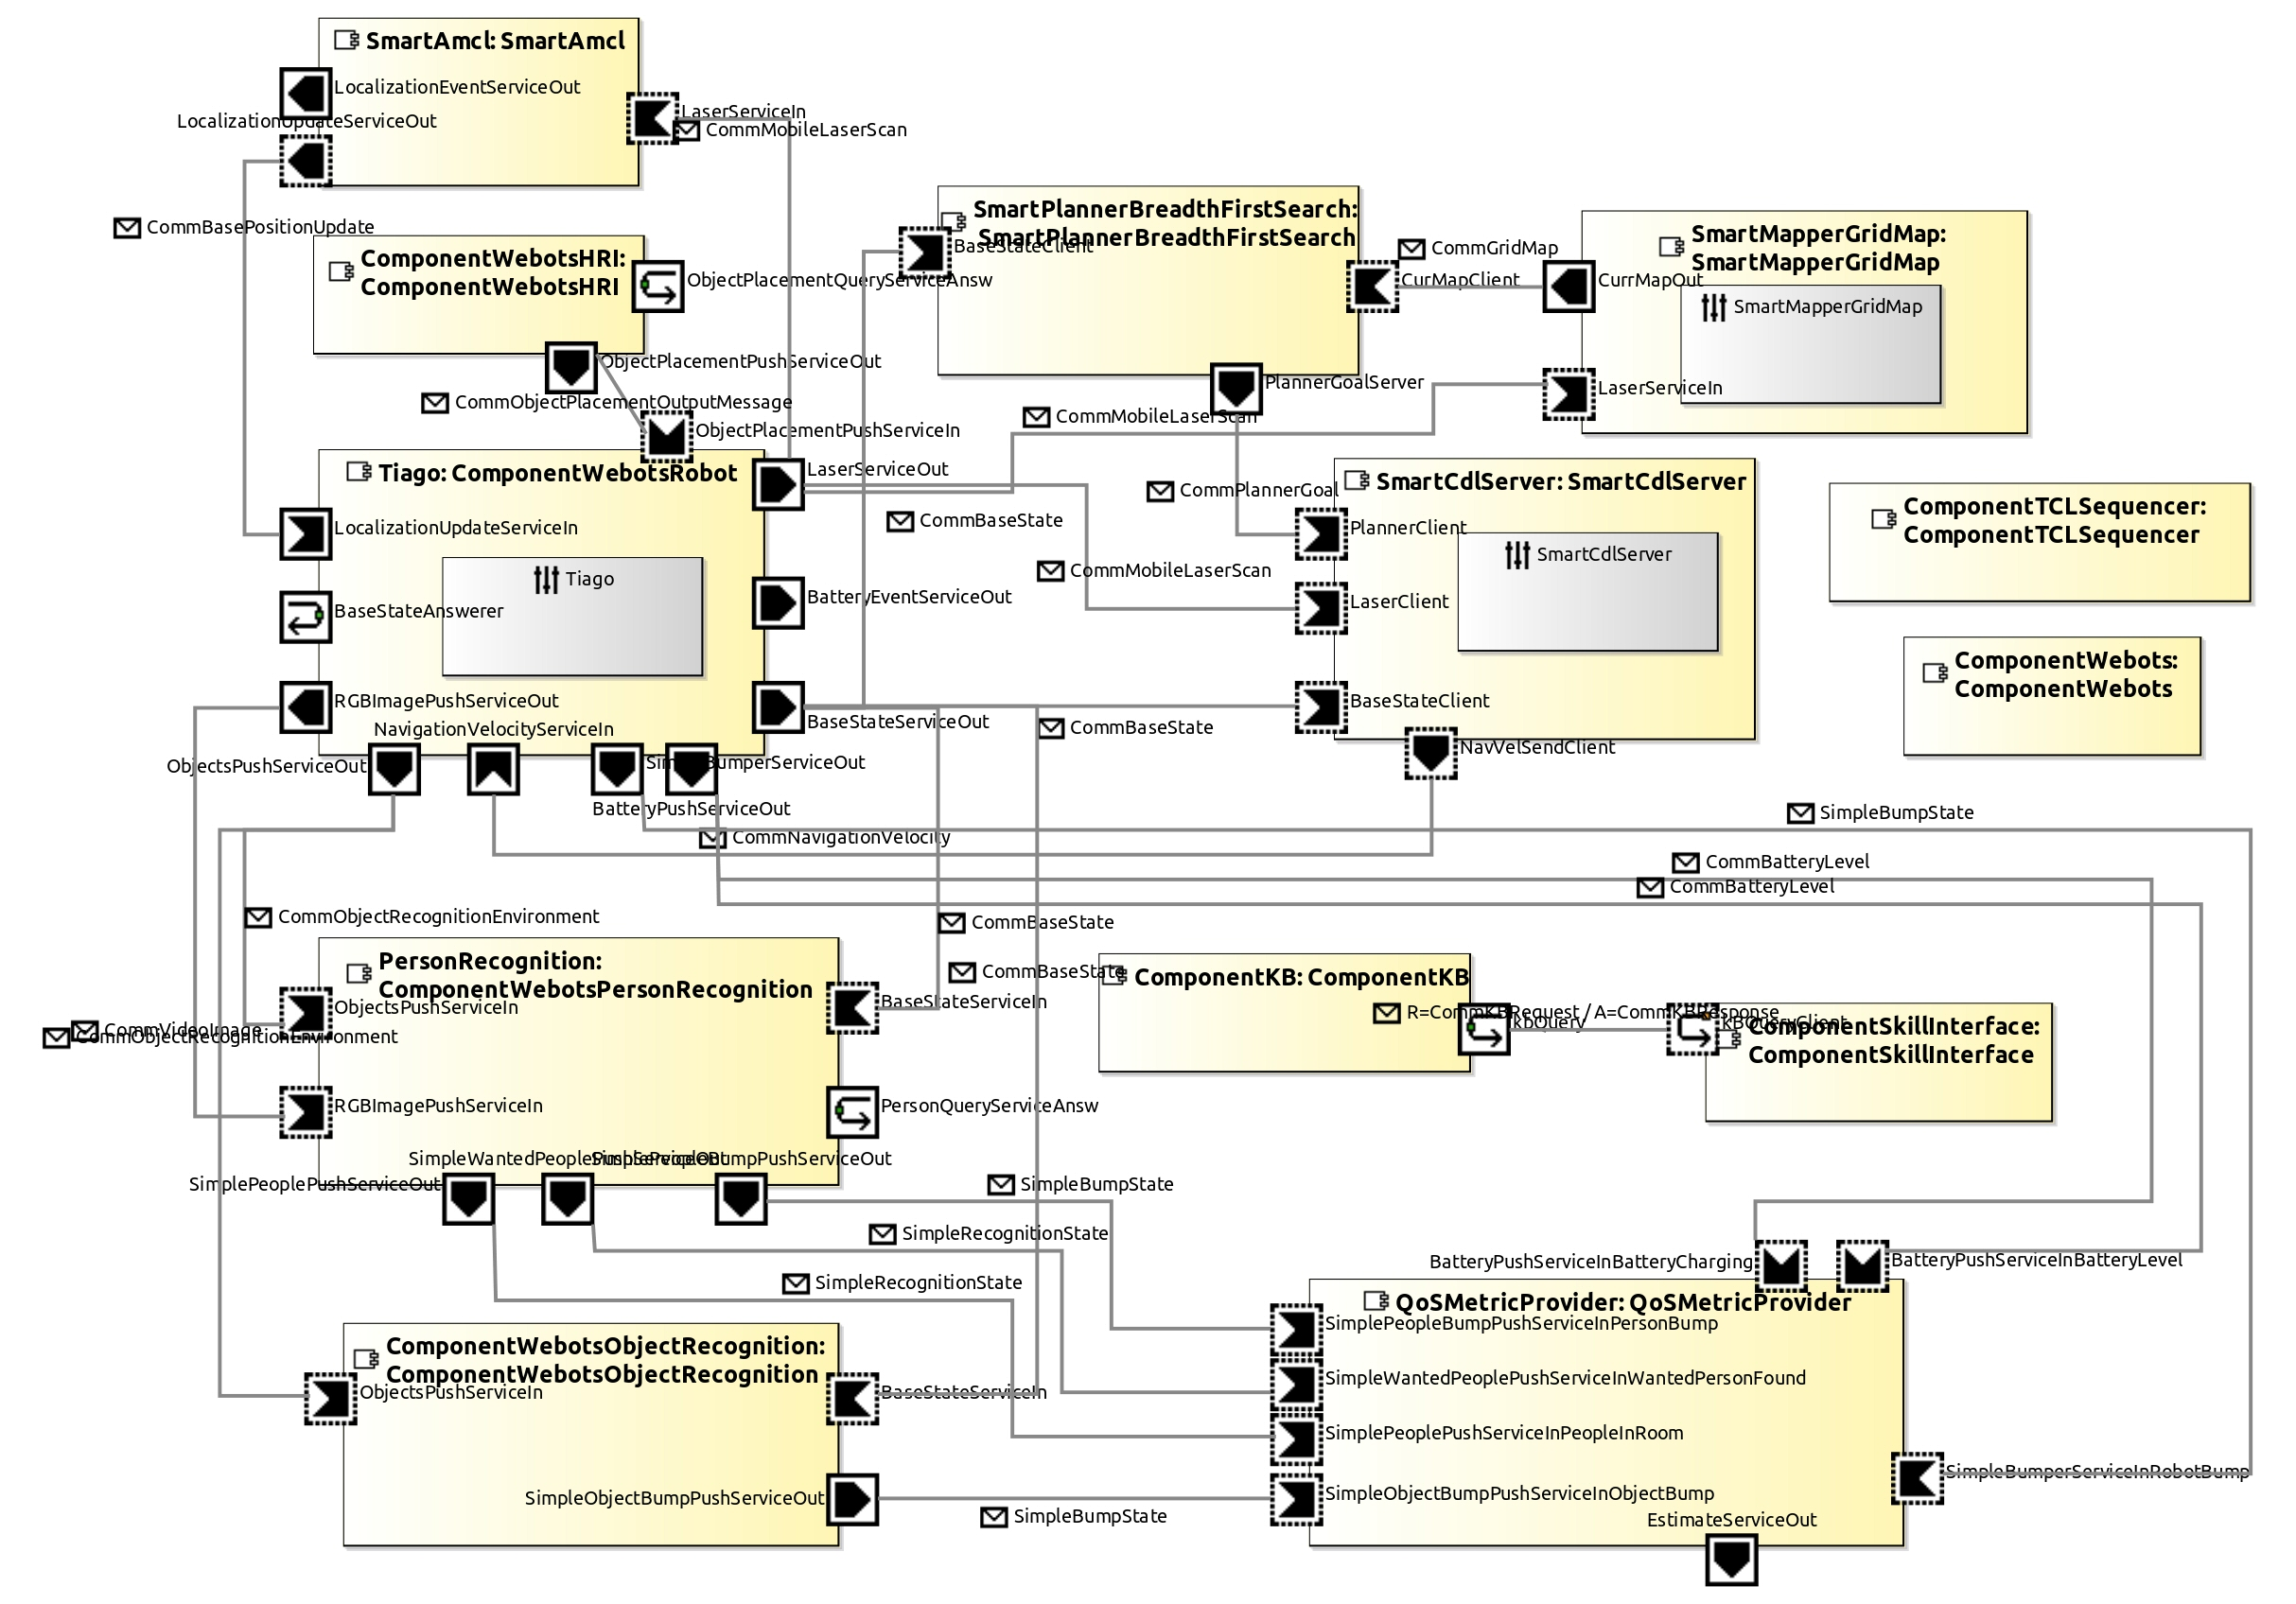 SmartAmcl: SmartAmcl
LocalizationEventServiceOut
LocalizationUpdateServiceOut
LaserServiceIn
CommMobileLaserScan
CommBasePositionUpdate
ComponentWebotsHRI:
ComponentWebotsHRI
ObjectPlacementQueryServiceAnsw
ObjectPlacementPushServiceOut
CommObjectPlacementOutputMessage
ObjectPlacementPushServiceIn
SmartPlannerBreadthFirstSearch:
SmartPlannerBreadthFirstSearch
BaseStateClient
CommGridMap
CurMapClient
PlannerGoalServer
SmartMapperGridMap:
SmartMapperGridMap
CurrMapOut
SmartMapperGridMap
LaserServiceIn
CommMobileLaserScan
Tiago: ComponentWebotsRobot
LaserServiceOut
LocalizationUpdateServiceIn
Tiago
BaseStateAnswerer
BatteryEventServiceOut
RGBImagePushServiceOut
BaseStateServiceOut
NavigationVelocityServiceIn
ObjectsPushServiceOut
SimpleBumperServiceOut
BatteryPushServiceOut
CommNavigationVelocity
CommPlannerGoal
CommBaseState
CommMobileLaserScan
CommBaseState
SmartCdlServer: SmartCdlServer
PlannerClient
SmartCdlServer
LaserClient
BaseStateClient
NavVelSendClient
ComponentTCLSequencer:
ComponentTCLSequencer
ComponentWebots:
ComponentWebots
SimpleBumpState
CommBatteryLevel
CommBatteryLevel
CommObjectRecognitionEnvironment
CommBaseState
CommBaseState
PersonRecognition:
ComponentWebotsPersonRecognition
ObjectsPushServiceIn
BaseStateServiceIn
CommVideoImage
CommObjectRecognitionEnvironment
RGBImagePushServiceIn
PersonQueryServiceAnsw
SimpleWantedPeoplePushServiceOut
SimplePeopleBumpPushServiceOut
SimplePeoplePushServiceOut
ComponentKB: ComponentKB
R=CommKBRequest / A=CommKBResponse
kbQuery
kBQueryClient
ComponentSkillInterface:
ComponentSkillInterface
SimpleBumpState
SimpleRecognitionState
SimpleRecognitionState
BatteryPushServiceInBatteryCharging
BatteryPushServiceInBatteryLevel
QoSMetricProvider: QoSMetricProvider
SimplePeopleBumpPushServiceInPersonBump
SimpleWantedPeoplePushServiceInWantedPersonFound
SimplePeoplePushServiceInPeopleInRoom
SimpleObjectBumpPushServiceInObjectBump
SimpleBumperServiceInRobotBump
EstimateServiceOut
ComponentWebotsObjectRecognition:
ComponentWebotsObjectRecognition
ObjectsPushServiceIn
BaseStateServiceIn
SimpleObjectBumpPushServiceOut
SimpleBumpState